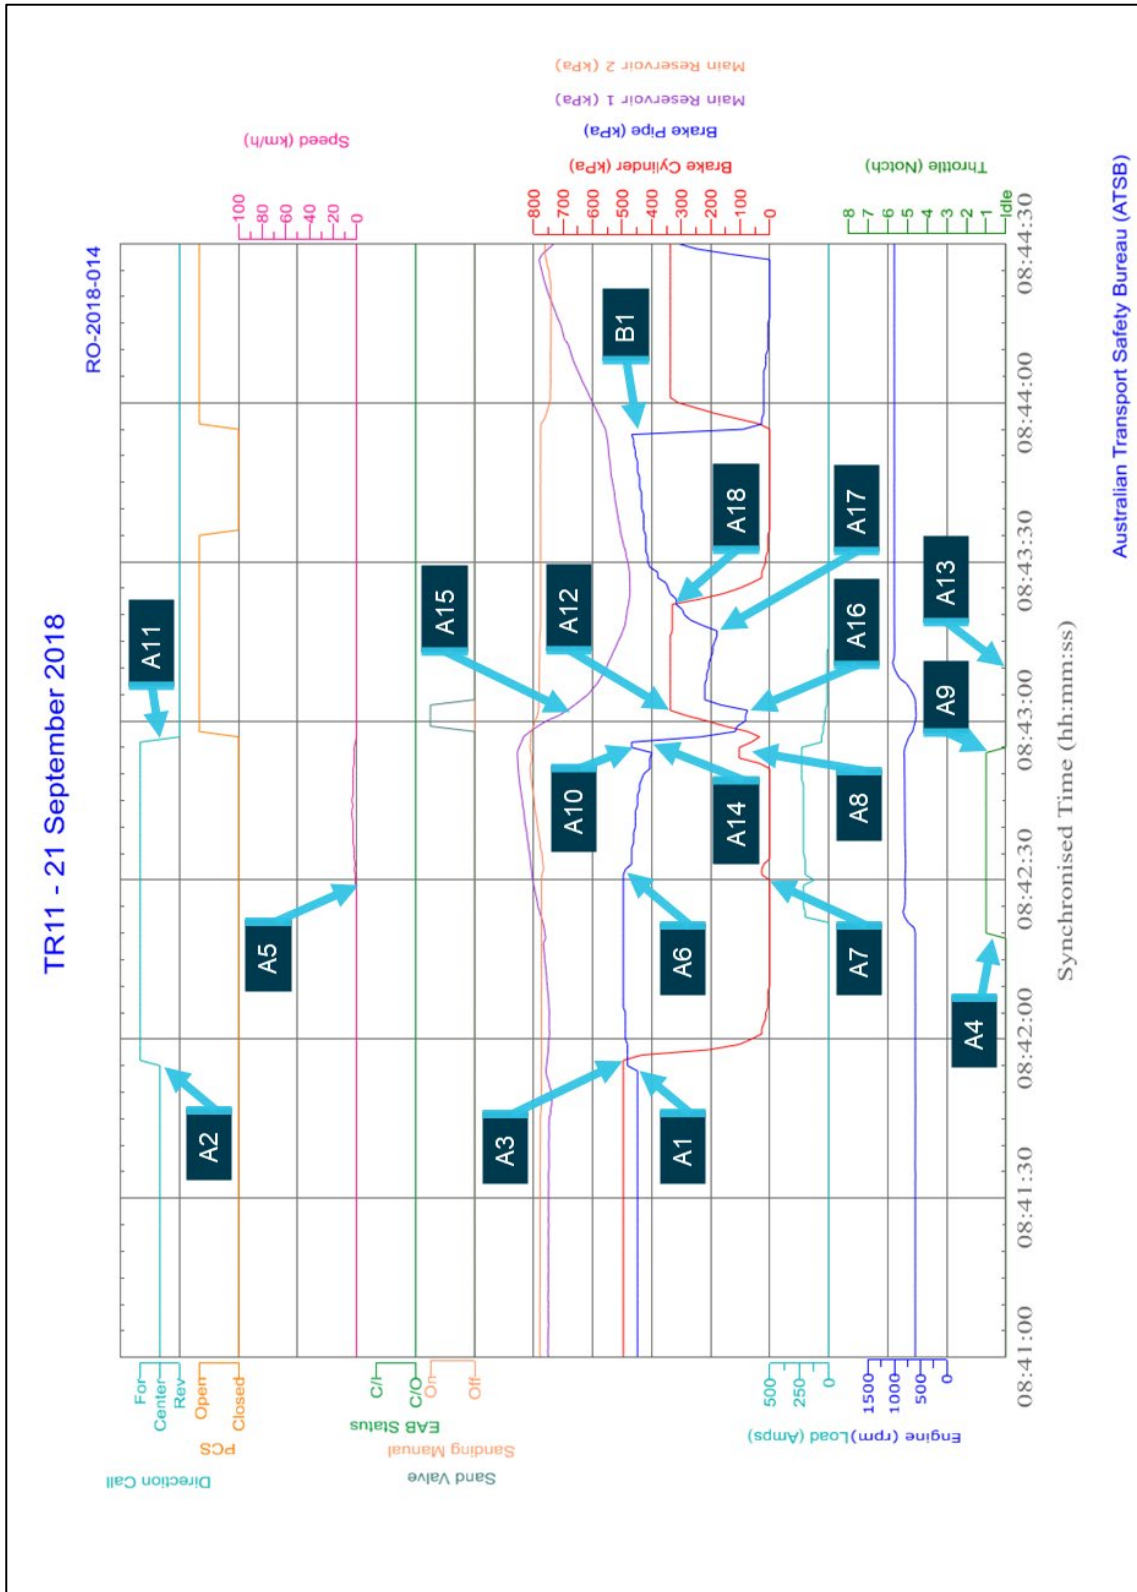 TR11 - 21 September 2018
RO-2018-014
Direction Call
For
Center
Rev
PCS
Open
Closed
EAB Status
C/I
C/O
Sanding Manual
Sand Valve
On
Off
Load (Amps)
500
250
0
Engine (rpm)
1500
1000
500
0
Speed (km/h)
100
80
60
40
20
0
Main Reservoir 2 (kPa)
Main Reservoir 1 (kPa)
Brake Pipe (kPa)
Brake Cylinder (kPa)
800
700
600
500
400
300
200
100
0
Throttle (Notch)
8
7
6
5
4
3
2
1
Idle
A11
A2
A5
A15
A12
A18
B1
A17
A16
A13
A9
A10
A14
A8
A6
A7
A3
A1
A4
08:41:00
08:41:30
08:42:00
08:42:30
08:43:00
08:43:30
08:44:00
08:44:30
Synchronised Time (hh:mm:ss)
Australian Transport Safety Bureau (ATSB)